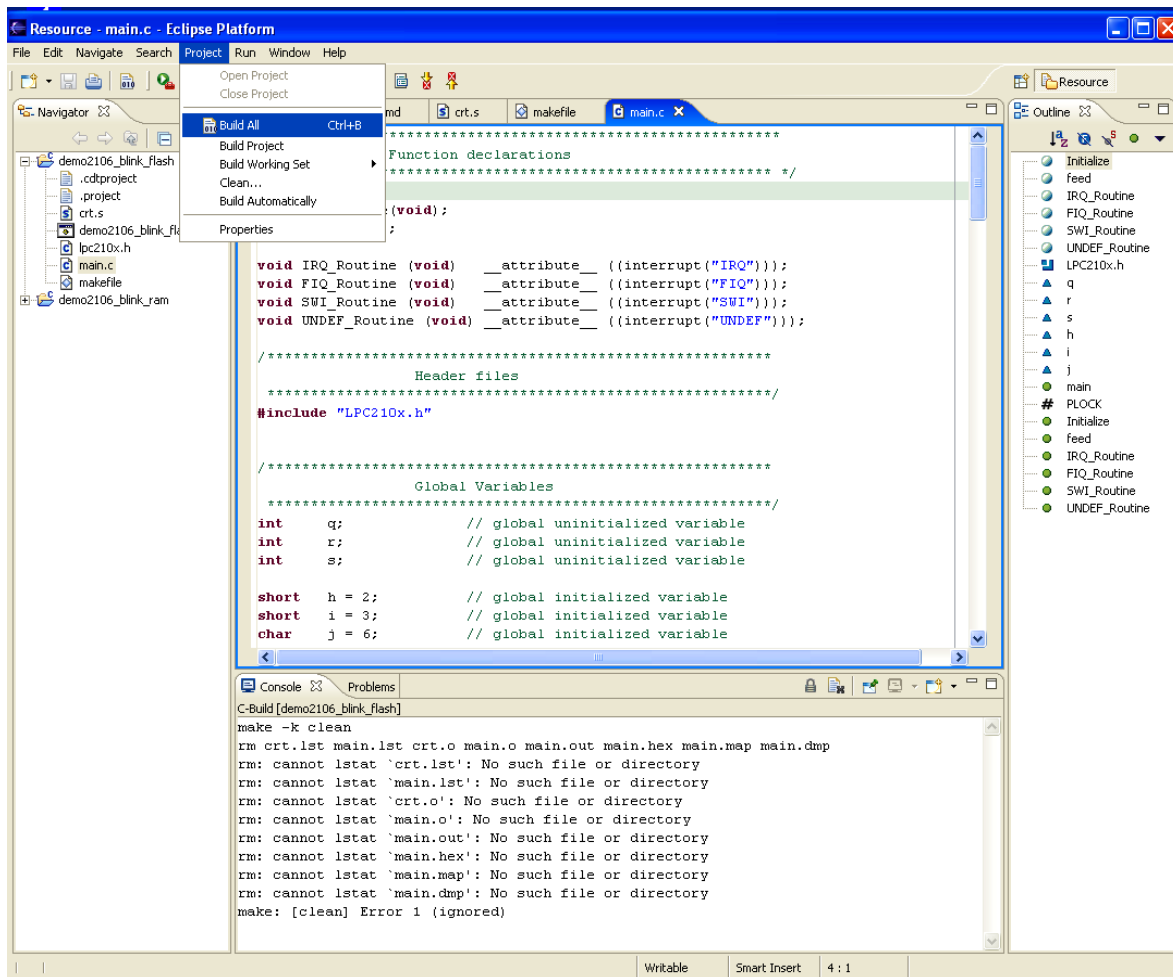 Resource - main.c - Eclipse Platform
File Edit Navigate Search Project Run Window Help
Open Project
Close Project
Build All Ctrl+B
Build Project
Build Working Set
Clean...
Build Automatically
Properties
Resource
Navigator
demo2106_blink_flash
.cdtproject
.project
crt.s
demo2106_blink_fl
lpc210x.h
main.c
makefile
demo2106_blink_ram
md crt.s makefile main.c
************************************************
Function declarations
******************************************** */
(void);
;
void IRQ_Routine (void) __attribute__ ((interrupt("IRQ")));
void FIQ_Routine (void) __attribute__ ((interrupt("FIQ")));
void SWI_Routine (void) __attribute__ ((interrupt("SWI")));
void UNDEF_Routine (void) __attribute__ ((interrupt("UNDEF")));
/**********************************************************
Header files
**********************************************************/
#include "LPC210x.h"
/**********************************************************
Global Variables
**********************************************************/
int q; // global uninitialized variable
int r; // global uninitialized variable
int s; // global uninitialized variable
short h = 2; // global initialized variable
short i = 3; // global initialized variable
char j = 6; // global initialized variable
Outline
Initialize
feed
IRQ_Routine
FIQ_Routine
SWI_Routine
UNDEF_Routine
LPC210x.h
q
r
s
h
i
j
main
PLOCK
Initialize
feed
IRQ_Routine
FIQ_Routine
SWI_Routine
UNDEF_Routine
Console Problems
C-Build [demo2106_blink_flash]
make -k clean
rm crt.lst main.lst crt.o main.o main.out main.hex main.map main.dmp
rm: cannot lstat `crt.lst': No such file or directory
rm: cannot lstat `main.lst': No such file or directory
rm: cannot lstat `crt.o': No such file or directory
rm: cannot lstat `main.o': No such file or directory
rm: cannot lstat `main.out': No such file or directory
rm: cannot lstat `main.hex': No such file or directory
rm: cannot lstat `main.map': No such file or directory
rm: cannot lstat `main.dmp': No such file or directory
make: [clean] Error 1 (ignored)
Writable Smart Insert 4 : 1